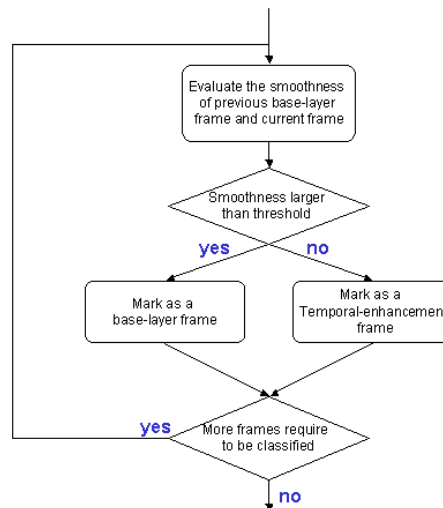 Evaluate the smoothness
of previous base-layer
frame and current frame
Smoothness larger
than threshold
yes
no
Mark as a
base-layer frame
Mark as a
Temporal-enhancement
frame
yes
More frames require
to be classified
no